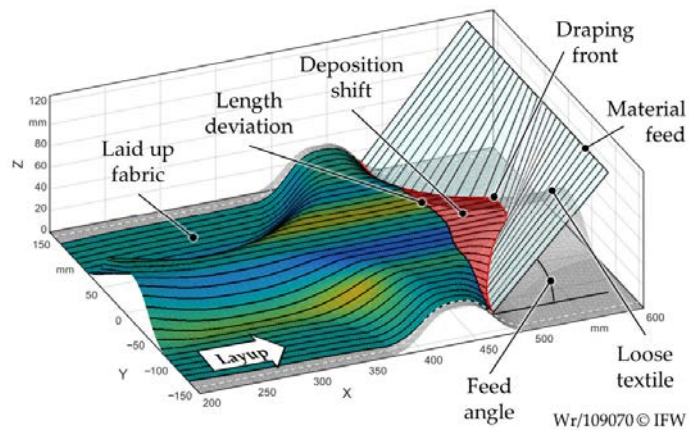 Draping
front
Deposition
shift
Length
deviation
Material
feed
Laid up
fabric
120
mm
80
60
40
20
0
Z
150
mm
50
0
−50
−100
−150
Y
Layup
200
250
300
350
400
450
500
mm
600
X
Feed
angle
Loose
textile
Wr/109070 © IFW